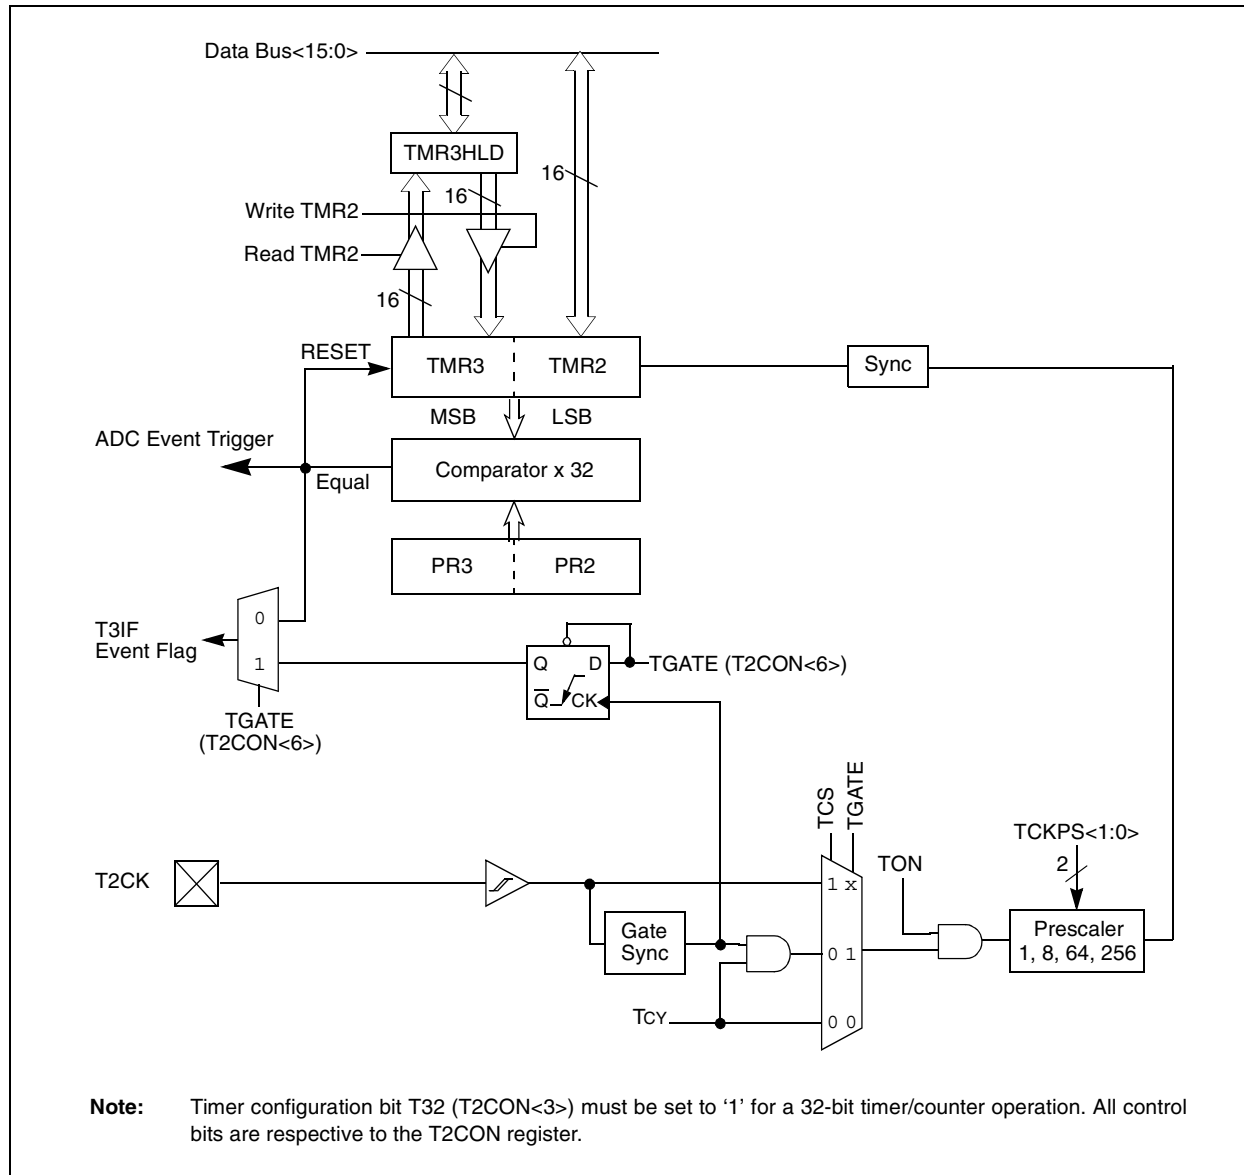 Data Bus<15:0>
TMR3HLD
16
16
Write TMR2
Read TMR2
16
RESET
TMR3
TMR2
Sync
MSB
LSB
ADC Event Trigger
Equal
Comparator x 32
PR3
PR2
0
T3IF
Event Flag
1
Q
D
TGATE (T2CON<6>)
Q
CK
TGATE
(T2CON<6>)
TCS
TGATE
TCKPS<1:0>
2
TON
T2CK
1 x
Gate
Sync
0 1
Prescaler
1, 8, 64, 256
TCY
0 0
Note: Timer configuration bit T32 (T2CON<3>) must be set to ‘1’ for a 32-bit timer/counter operation. All control
bits are respective to the T2CON register.